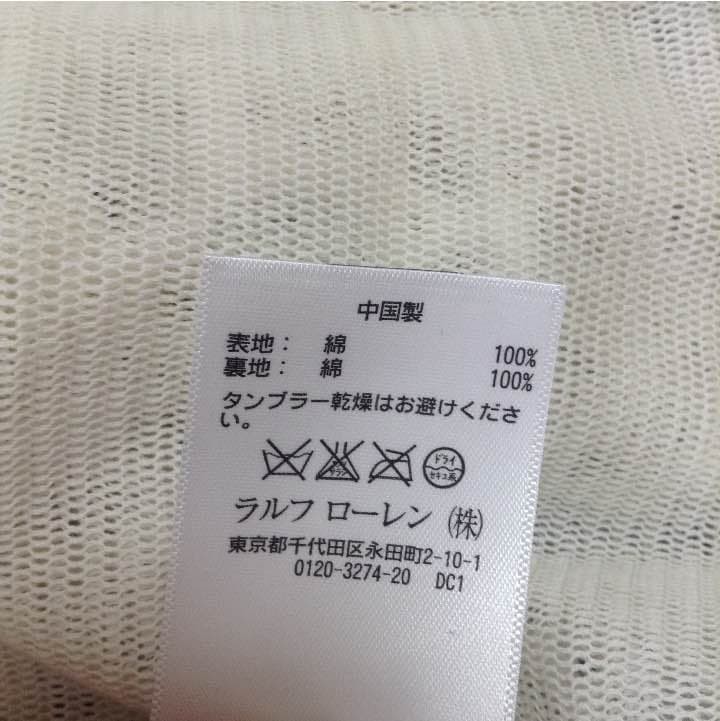 中国製
表地： 綿 100%
裏地： 綿 100%
タンブラー乾燥はお避けくださ
い。
ドライ
セキユ系
ラルフ ローレン （株）
東京都千代田区永田町2-10-1
0120-3274-20 DC1